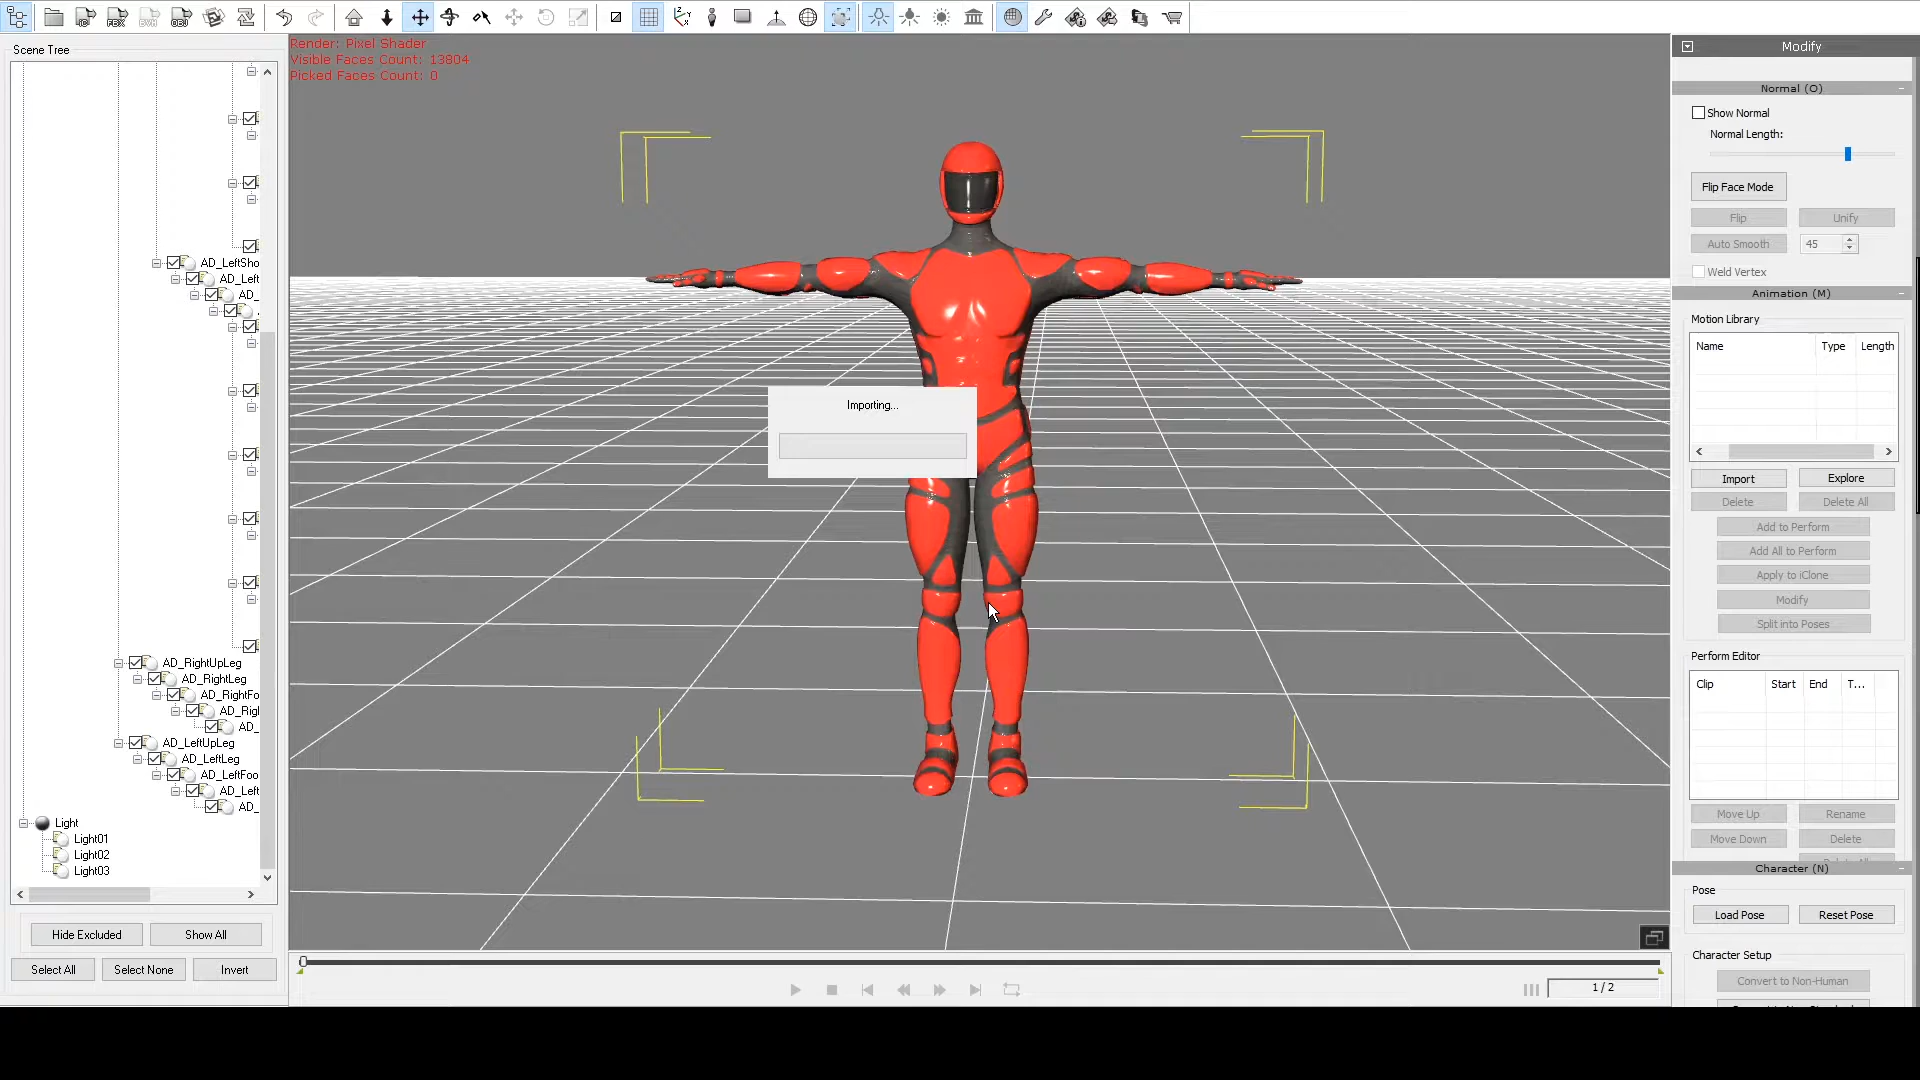 Scene Tree
AD_LeftSho
AD_Left
AD_
AD_RightUpLeg
AD_RightLeg
AD_RightFo
AD_Rig
AD_
AD_LeftUpLeg
AD_LeftLeg
AD_LeftFoo
AD_Left
AD_
Light
Light01
Light02
Light03
Hide Excluded Show All
Select All Select None Invert
Render: Pixel Shader
Visible Faces Count: 13804
Picked Faces Count: 0
Importing...
1 / 2
Modify
Normal (O)
Show Normal
Normal Length:
Flip Face Mode
Flip Unify
Auto Smooth 45
Weld Vertex
Animation (M)
Motion Library
Name Type Length
Import Explore
Delete Delete All
Add to Perform
Add All to Perform
Apply to iClone
Modify
Split into Poses
Perform Editor
Clip Start End T...
Move Up Rename
Move Down Delete
Character (N)
Pose
Load Pose Reset Pose
Character Setup
Convert to Non-Human